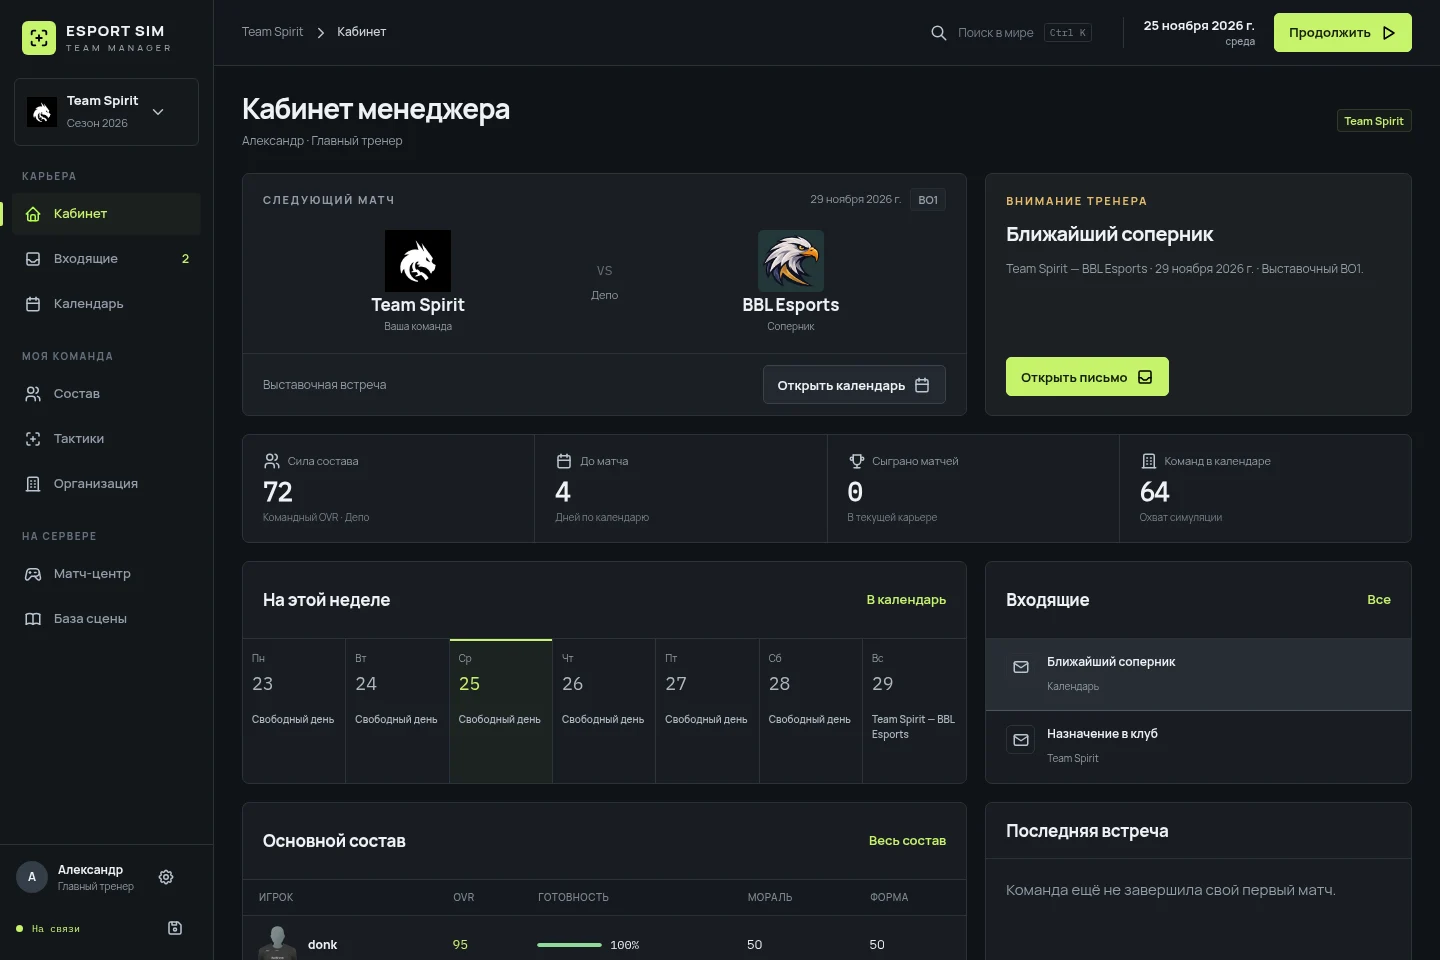 ESPORT SIM
TEAM MANAGER
Team Spirit
Сезон 2026
КАРЬЕРА
Кабинет
Входящие 2
Календарь
МОЯ КОМАНДА
Состав
Тактики
Организация
НА СЕРВЕРЕ
Матч-центр
База сцены
А
Александр
Главный тренер
На связи
Team Spirit > Кабинет
Поиск в мире Ctrl K
25 ноября 2026 г.
среда
Продолжить
Кабинет менеджера
Александр · Главный тренер
Team Spirit
СЛЕДУЮЩИЙ МАТЧ
29 ноября 2026 г. BO1
Team Spirit
Ваша команда
VS
Депо
BBL Esports
Соперник
Выставочная встреча
Открыть календарь
ВНИМАНИЕ ТРЕНЕРА
Ближайший соперник
Team Spirit — BBL Esports · 29 ноября 2026 г. · Выставочный BO1.
Открыть письмо
Сила состава
72
Командный OVR · Депо
До матча
4
Дней по календарю
Сыграно матчей
0
В текущей карьере
Команд в календаре
64
Охват симуляции
На этой неделе
В календарь
Пн
23
Свободный день
Вт
24
Свободный день
Ср
25
Свободный день
Чт
26
Свободный день
Пт
27
Свободный день
Сб
28
Свободный день
Вс
29
Team Spirit — BBL
Esports
Входящие
Все
Ближайший соперник
Календарь
Назначение в клуб
Team Spirit
Основной состав
Весь состав
ИГРОК OVR ГОТОВНОСТЬ МОРАЛЬ ФОРМА
donk 95 100% 50 50
Последняя встреча
Команда ещё не завершила свой первый матч.